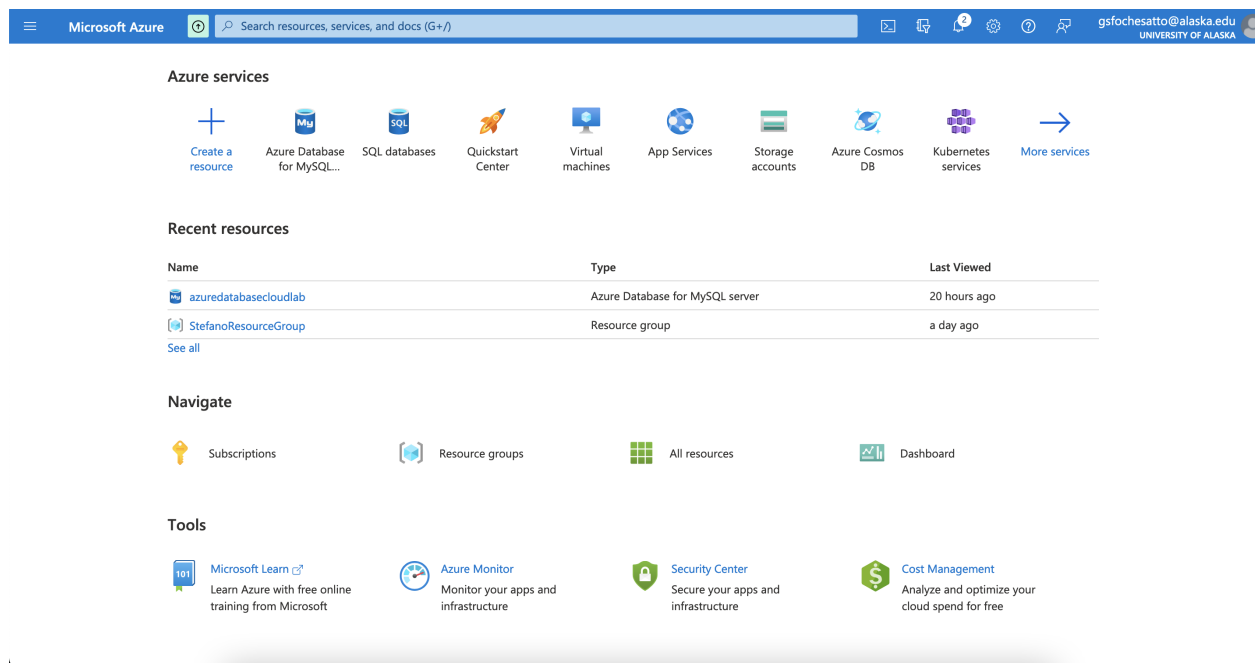 Microsoft Azure
Search resources, services, and docs (G+/)
2
gsfochesatto@alaska.edu
UNIVERSITY OF ALASKA
Azure services
Create a
resource
My
Azure Database
for MySQL...
SQL
SQL databases
Quickstart
Center
Virtual
machines
App Services
Storage
accounts
Azure Cosmos
DB
Kubernetes
services
More services
Recent resources
Name Type Last Viewed
My azuredatabasecloudlab Azure Database for MySQL server 20 hours ago
StefanoResourceGroup Resource group a day ago
See all
Navigate
Subscriptions Resource groups All resources Dashboard
Tools
101
Microsoft Learn
Learn Azure with free online
training from Microsoft
Azure Monitor
Monitor your apps and
infrastructure
Security Center
Secure your apps and
infrastructure
$
Cost Management
Analyze and optimize your
cloud spend for free